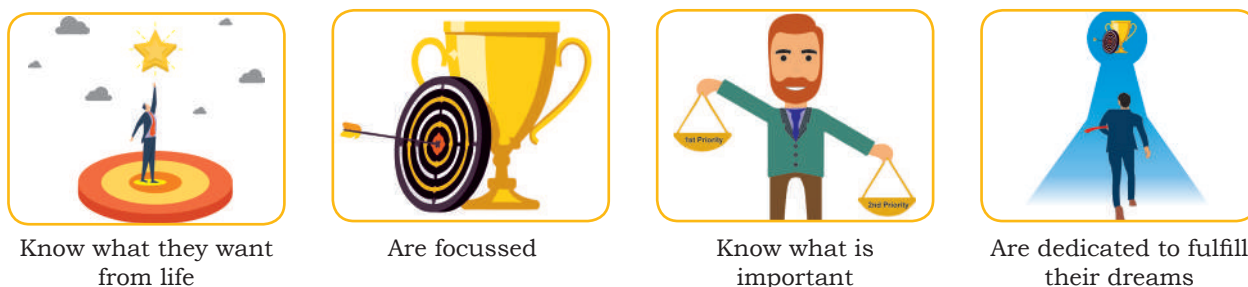 1st Priority
2nd Priority
Know what they want
from life
Are focussed
Know what is
important
Are dedicated to fulfill
their dreams